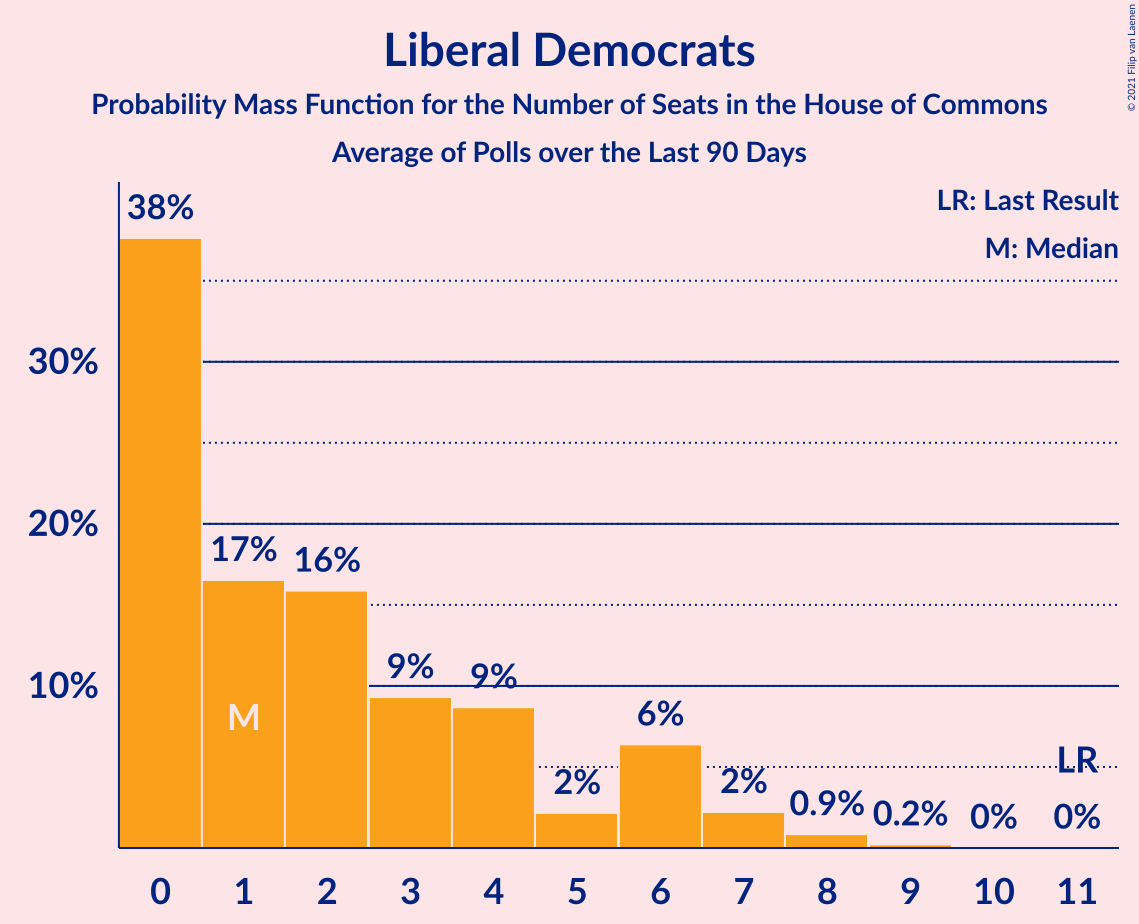 Liberal Democrats
Probability Mass Function for the Number of Seats in the House of Commons
Average of Polls over the Last 90 Days
© 2021 Filip van Laenen
LR: Last Result
M: Median
38%
30%
20%
17%
16%
10%
9%
9%
M
6%
LR
2%
2%
0.9%
0.2%
0%
0%
0 1 2 3 4 5 6 7 8 9 10 11